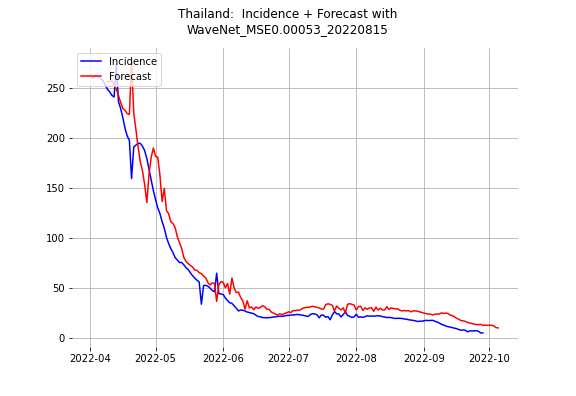 Thailand:  Incidence + Forecast with
WaveNet_MSE0.00053_20220815
Incidence
Forecast
250
200
150
100
50
0
2022-04 2022-05 2022-06 2022-07 2022-08 2022-09 2022-10